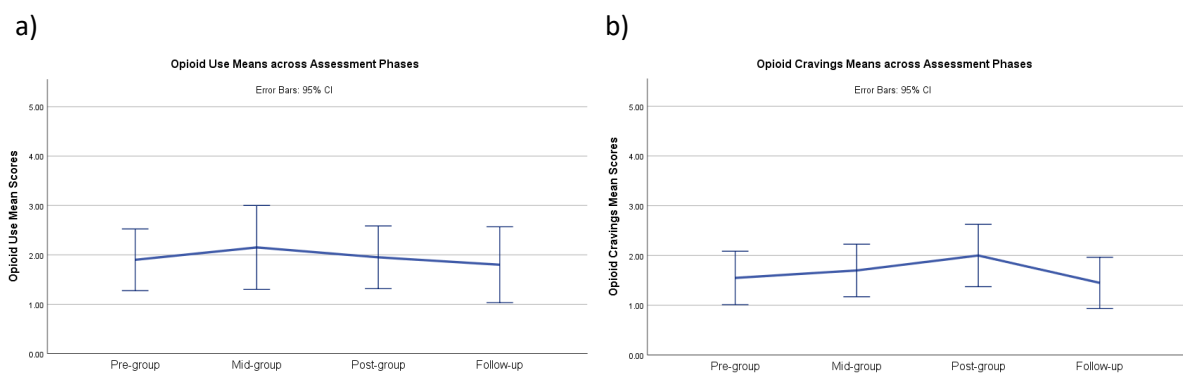 a)
Opioid Use Means across Assessment Phases
Error Bars: 95% CI
Opioid Use Mean Scores
5.00
4.00
3.00
2.00
1.00
0.00
Pre-group Mid-group Post-group Follow-up
b)
Opioid Cravings Means across Assessment Phases
Error Bars: 95% CI
Opioid Cravings Mean Scores
5.00
4.00
3.00
2.00
1.00
0.00
Pre-group Mid-group Post-group Follow-up